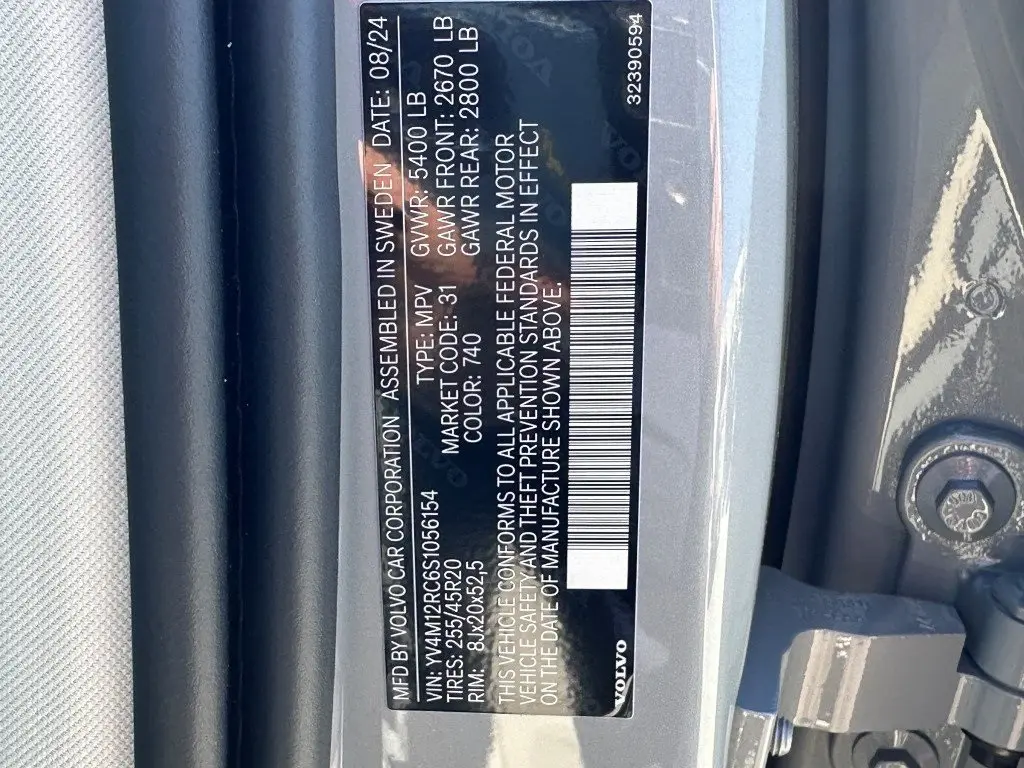 MFD BY VOLVO CAR CORPORATION ASSEMBLED IN SWEDEN DATE: 08/24
VIN: YV4M12RC6S1056154 TYPE: MPV GVWR: 5400 LB
TIRES: 255/45R20 MARKET CODE: 31 GAWR FRONT: 2670 LB
RIM: 8Jx20x52,5 COLOR: 740 GAWR REAR: 2800 LB
THIS VEHICLE CONFORMS TO ALL APPLICABLE FEDERAL MOTOR
VEHICLE SAFETY AND THEFT PREVENTION STANDARDS IN EFFECT
ON THE DATE OF MANUFACTURE SHOWN ABOVE.
VOLVO 32390594